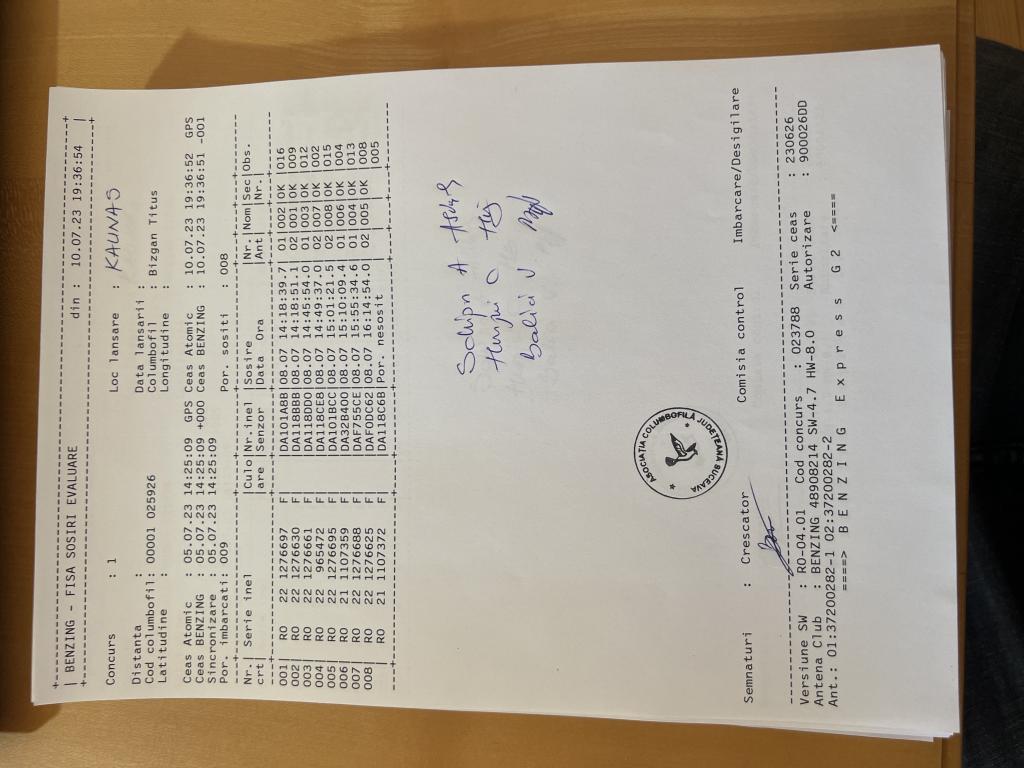 +---------------------------------------------------------------------------+
| BENZING - FISA SOSIRI EVALUARE din : 10.07.23 19:36:54 |
+---------------------------------------------------------------------------+
Concurs : 1 Loc lansare : KAUNAS
Distanta : Data lansarii :
Cod columbofil: 00001 025926 Columbofil : Bizgan Titus
Latitudine : Longitudine :
Ceas Atomic : 05.07.23 14:25:09 GPS Ceas Atomic : 10.07.23 19:36:52 GPS
Ceas BENZING : 05.07.23 14:25:09 +000 Ceas BENZING : 10.07.23 19:36:51 -001
Sincronizare : 05.07.23 14:25:09
Por. imbarcati: 009 Por. sositi : 008
Nr.| Serie inel |Culo|Nr.inel |Sosire |Nr.|Nom|Sec|Obs.
crt| |are |Senzor |Data Ora |Ant| |Nr.|
001 | RO 22 1276697 F |DA101A8B|08.07 14:18:39.7| 01|002|OK |016
002 | RO 22 1276630 F |DA118BBB|08.07 14:18:51.1| 02|001|OK |009
003 | RO 22 1276661 F |DA118DD0|08.07 14:45:54.0| 01|003|OK |012
004 | RO 22 965472 F |DA118CE8|08.07 14:49:37.0| 02|007|OK |002
005 | RO 22 1276695 F |DA101BCC|08.07 15:01:21.5| 02|008|OK |015
006 | RO 21 1107359 F |DA32B400|08.07 15:10:09.4| 01|006|OK |004
007 | RO 22 1276688 F |DAF755CE|08.07 15:55:34.6| 01|004|OK |013
008 | RO 22 1276625 F |DAF0DC62|08.07 16:14:54.0| 02|005|OK |008
| RO 21 1107372 F |DA118C6B|Por. nesosit | | | |005
A
C
ASOCIAȚIA COLUMBOFILĂ JUDEȚEANĂ SUCEAVA
Semnaturi : Crescator Comisia control Imbarcare/Desigilare
Versiune SW : RO-04.01 Cod concurs : 023788 Serie ceas : 230626
Antena Club : BENZING 48908214 SW-4.7 HW-8.0 Autorizare : 900026DD
Ant.: 01:37200282-1 02:37200282-2
====> B E N Z I N G E x p r e s s G 2 <====